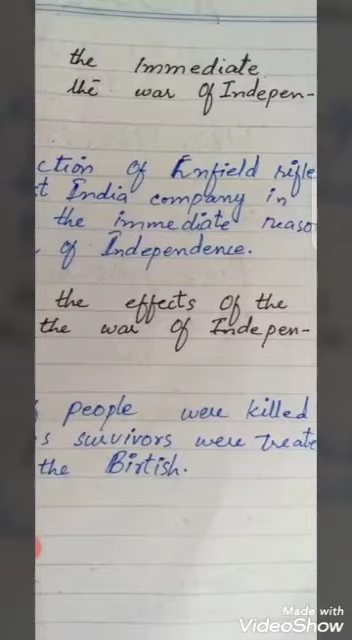 the Immediate
the war of Indepen-
ction of Enfield rifle
t India company in
the immediate reaso
of Independence.
the effects of the
the war of Indepen-
people were killed
s survivors were treate
the Birtish.
Made with
VideoShow